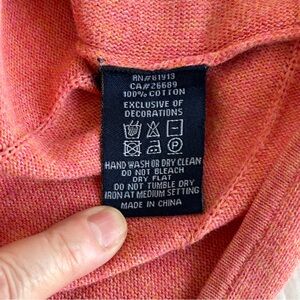 RN#61913
CA#26689
100% COTTON
EXCLUSIVE OF
DECORATIONS
HAND WASH OR DRY CLEAN
DO NOT BLEACH
DRY FLAT
DO NOT TUMBLE DRY
IRON AT MEDIUM SETTING
MADE IN CHINA